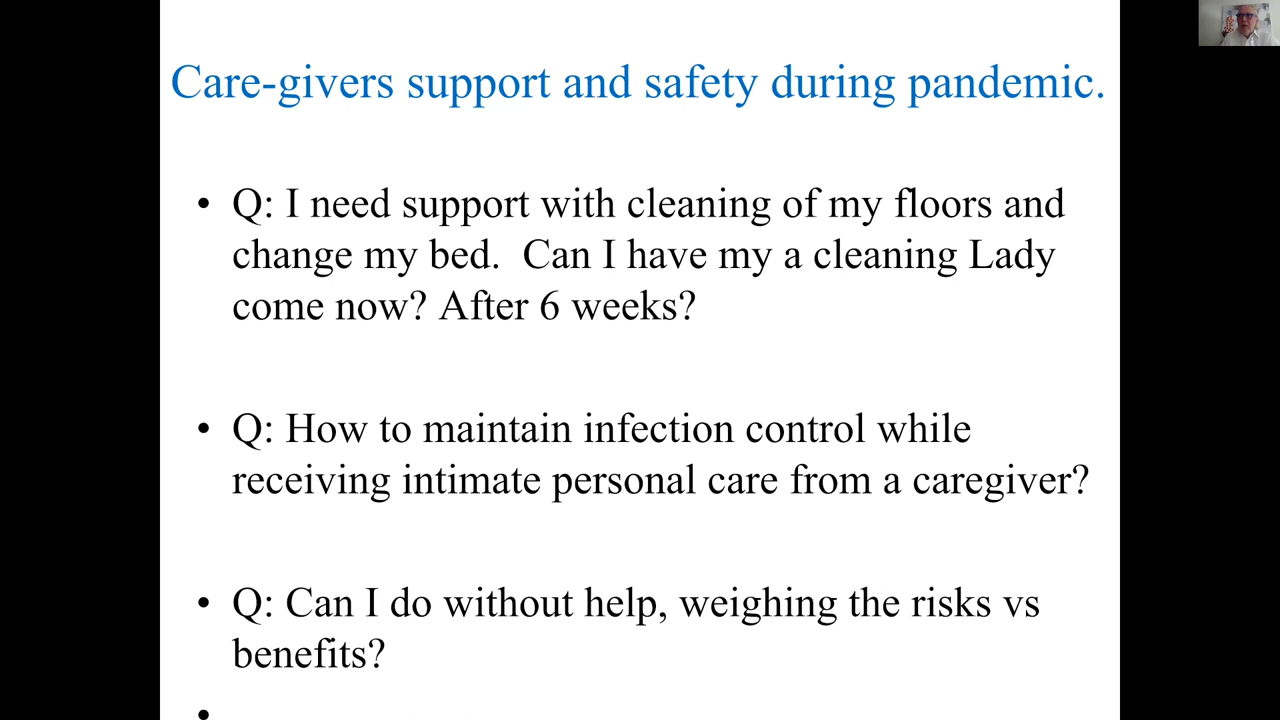 Care-givers support and safety during pandemic.
• Q: I need support with cleaning of my floors and
change my bed.  Can I have my a cleaning Lady
come now? After 6 weeks?
• Q: How to maintain infection control while
receiving intimate personal care from a caregiver?
• Q: Can I do without help, weighing the risks vs
benefits?
•